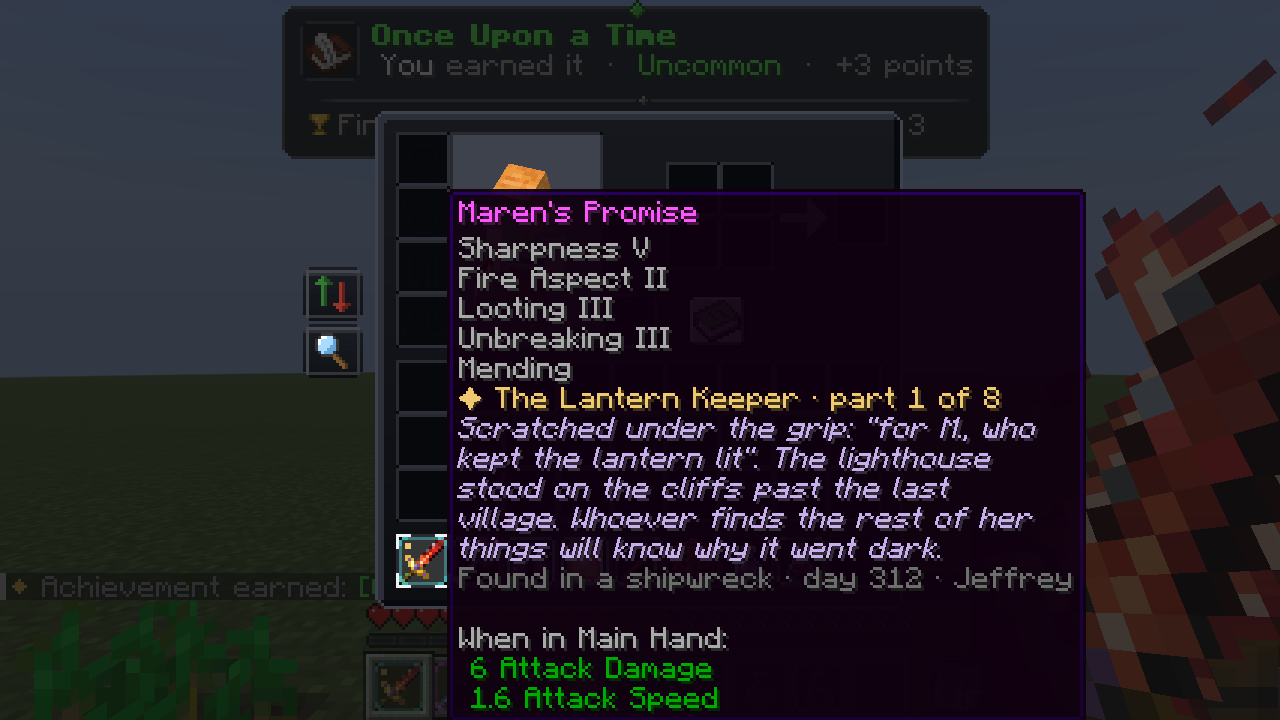 Once Upon a Time
You earned it · Uncommon · +3 points
3
Maren's Promise
Sharpness V
Fire Aspect II
Looting III
Unbreaking III
Mending
The Lantern Keeper · part 1 of 8
Scratched under the grip: "for M., who
kept the lantern lit". The lighthouse
stood on the cliffs past the last
village. Whoever finds the rest of her
things will know why it went dark.
Found in a shipwreck · day 312 · Jeffrey
Achievement earned: [
When in Main Hand:
6 Attack Damage
1.6 Attack Speed